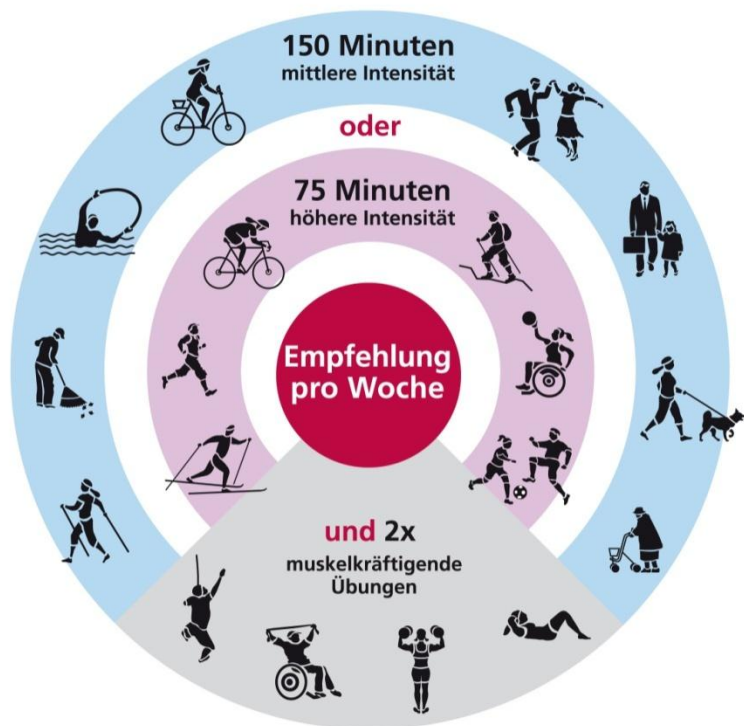 150 Minuten
mittlere Intensität
oder
75 Minuten
höhere Intensität
Empfehlung
pro Woche
und 2x
muskelkräftigende
Übungen